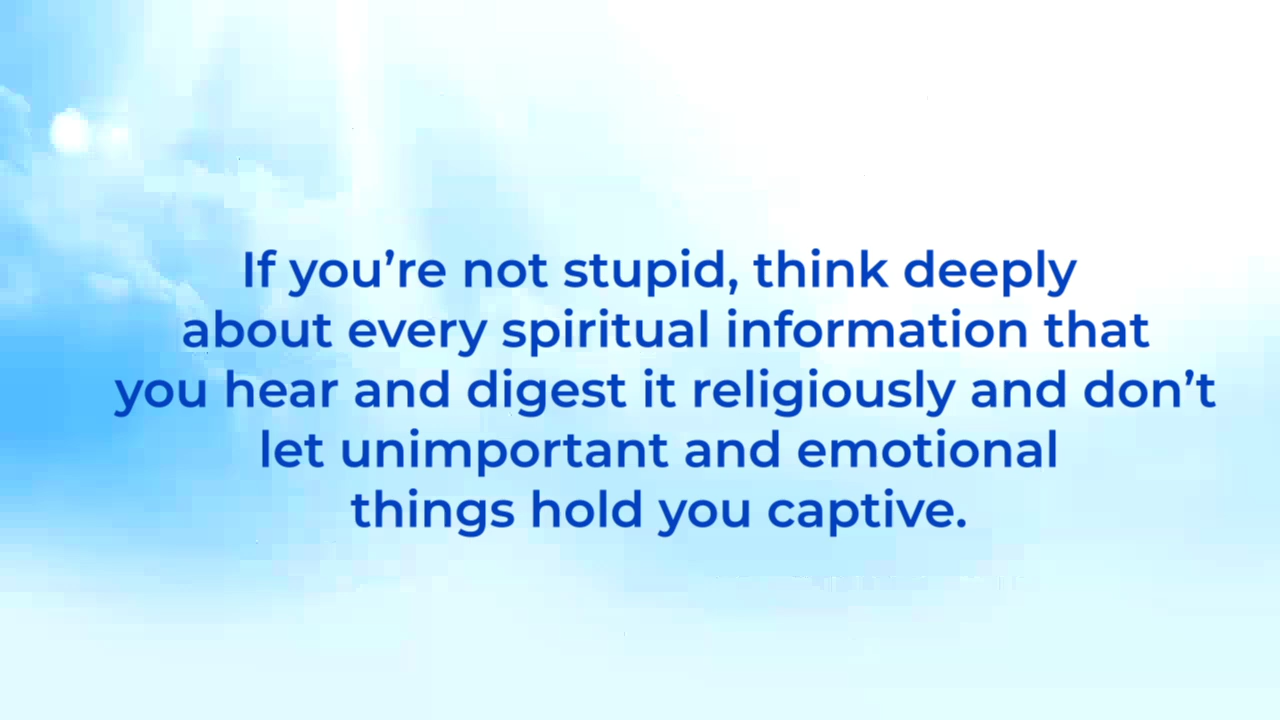 If you’re not stupid, think deeply
about every spiritual information that
you hear and digest it religiously and don’t
let unimportant and emotional
things hold you captive.